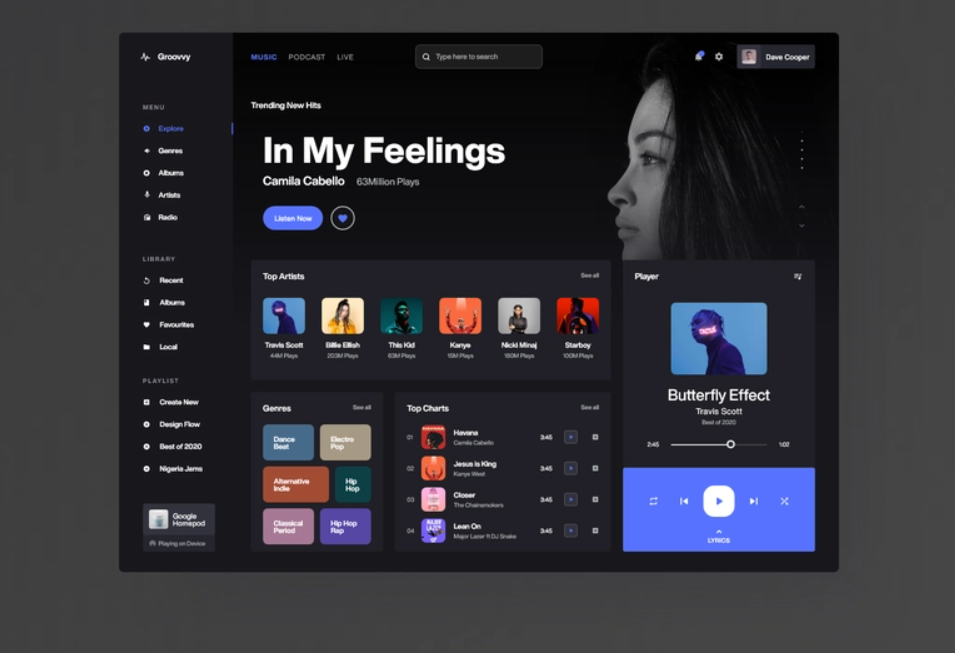 Groovvy
MUSIC PODCAST LIVE
Type here to search
Dave Cooper
MENU
Explore
Genres
Albums
Artists
Radio
LIBRARY
Recent
Albums
Favourites
Local
PLAYLIST
Create New
Design Flow
Best of 2020
Nigeria Jams
Google
Homepod
Playing on Device
Trending New Hits
In My Feelings
Camila Cabello 63Million Plays
Listen Now
Top Artists See all
Travis Scott
44M Plays
Billie Ellish
203M Plays
This Kid
63M Plays
Kanye
15M Plays
Nicki Minaj
180M Plays
Starboy
100M Plays
Genres See all
Dance
Beat
Electro
Pop
Alternative
Indie
Hip
Hop
Classical
Period
Hip Hop
Rap
Top Charts See all
01 Havana 3:45
Camila Cabello
02 Jesus is King 3:45
Kanye West
03 Closer 3:45
The Chainsmokers
04 Lean On 3:45
Major Lazer ft DJ Snake
Player
Butterfly Effect
Travis Scott
Best of 2020
2:45 1:02
LYRICS